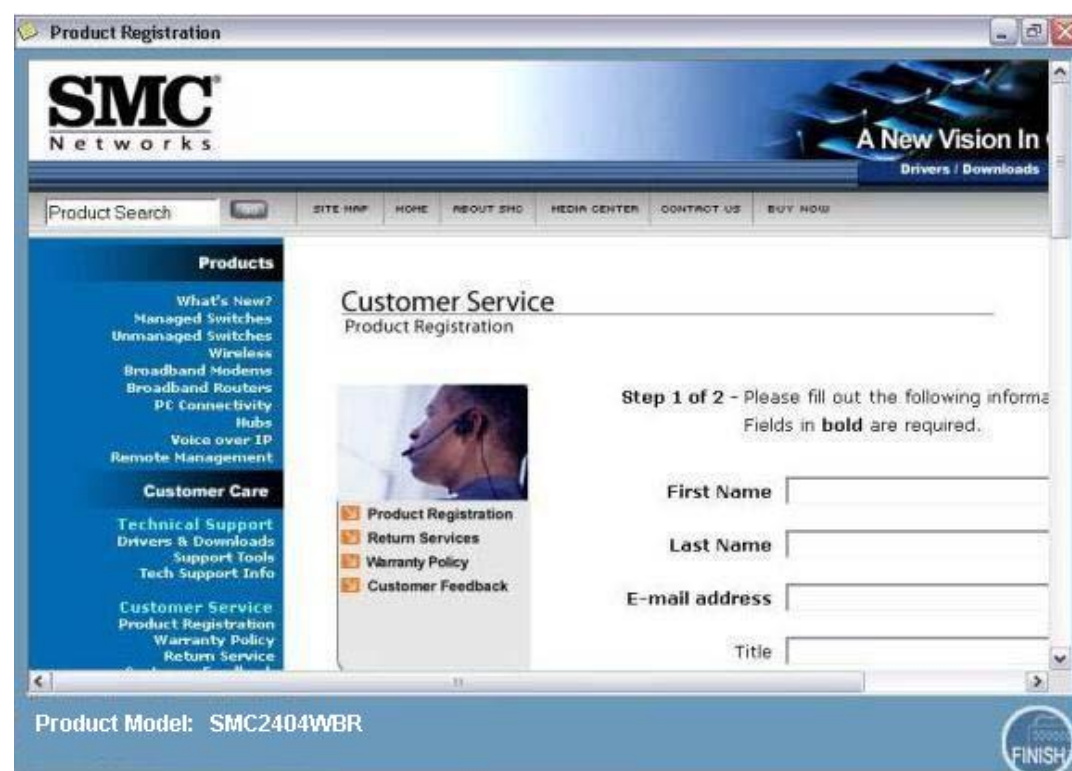 Product Registration
SMC
Networks
A New Vision In
Drivers / Downloads
Product Search
SITE MAP HOME ABOUT SMC MEDIA CENTER CONTACT US BUY NOW
Products
What's New?
Managed Switches
Unmanaged Switches
Wireless
Broadband Modems
Broadband Routers
PC Connectivity
Hubs
Voice over IP
Remote Management
Customer Care
Technical Support
Drivers & Downloads
Support Tools
Tech Support Info
Customer Service
Product Registration
Warranty Policy
Return Service
Customer Service
Product Registration
Product Registration
Return Services
Warranty Policy
Customer Feedback
Step 1 of 2 - Please fill out the following informa
Fields in bold are required.
First Name
Last Name
E-mail address
Title
Product Model: SMC2404WBR
FINISH